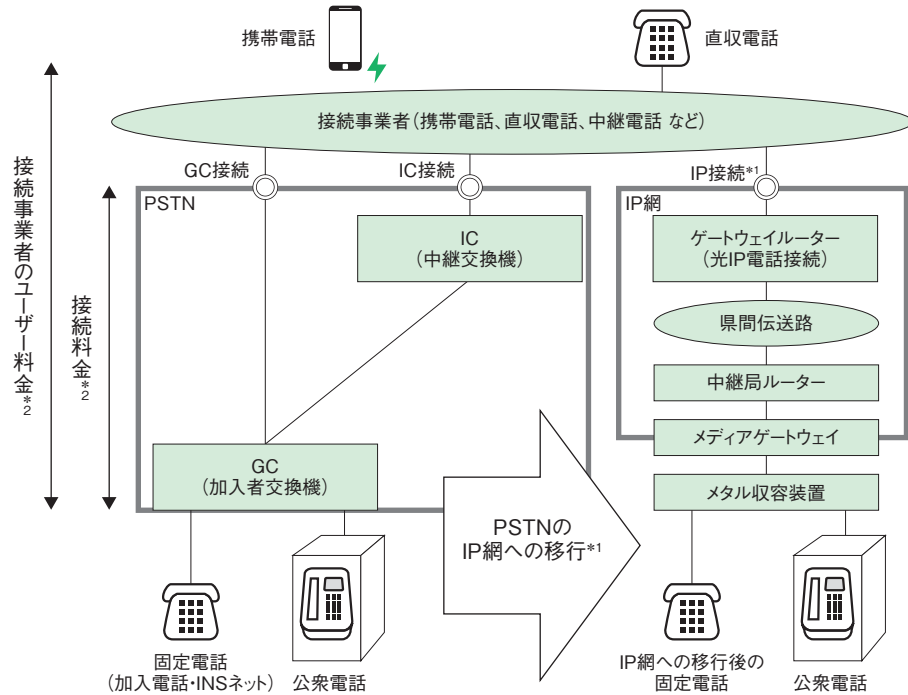 携帯電話
直収電話
接続事業者(携帯電話、直収電話、中継電話 など)
GC接続
IC接続
IP接続*1
接続事業者のユーザー料金*2
接続料金*2
PSTN
IC
(中継交換機)
GC
(加入者交換機)
IP網
ゲートウェイルーター
(光IP電話接続)
県間伝送路
中継局ルーター
メディアゲートウェイ
メタル収容装置
PSTNの
IP網への移行*1
固定電話
(加入電話・INSネット)
公衆電話
IP網への移行後の
固定電話
公衆電話